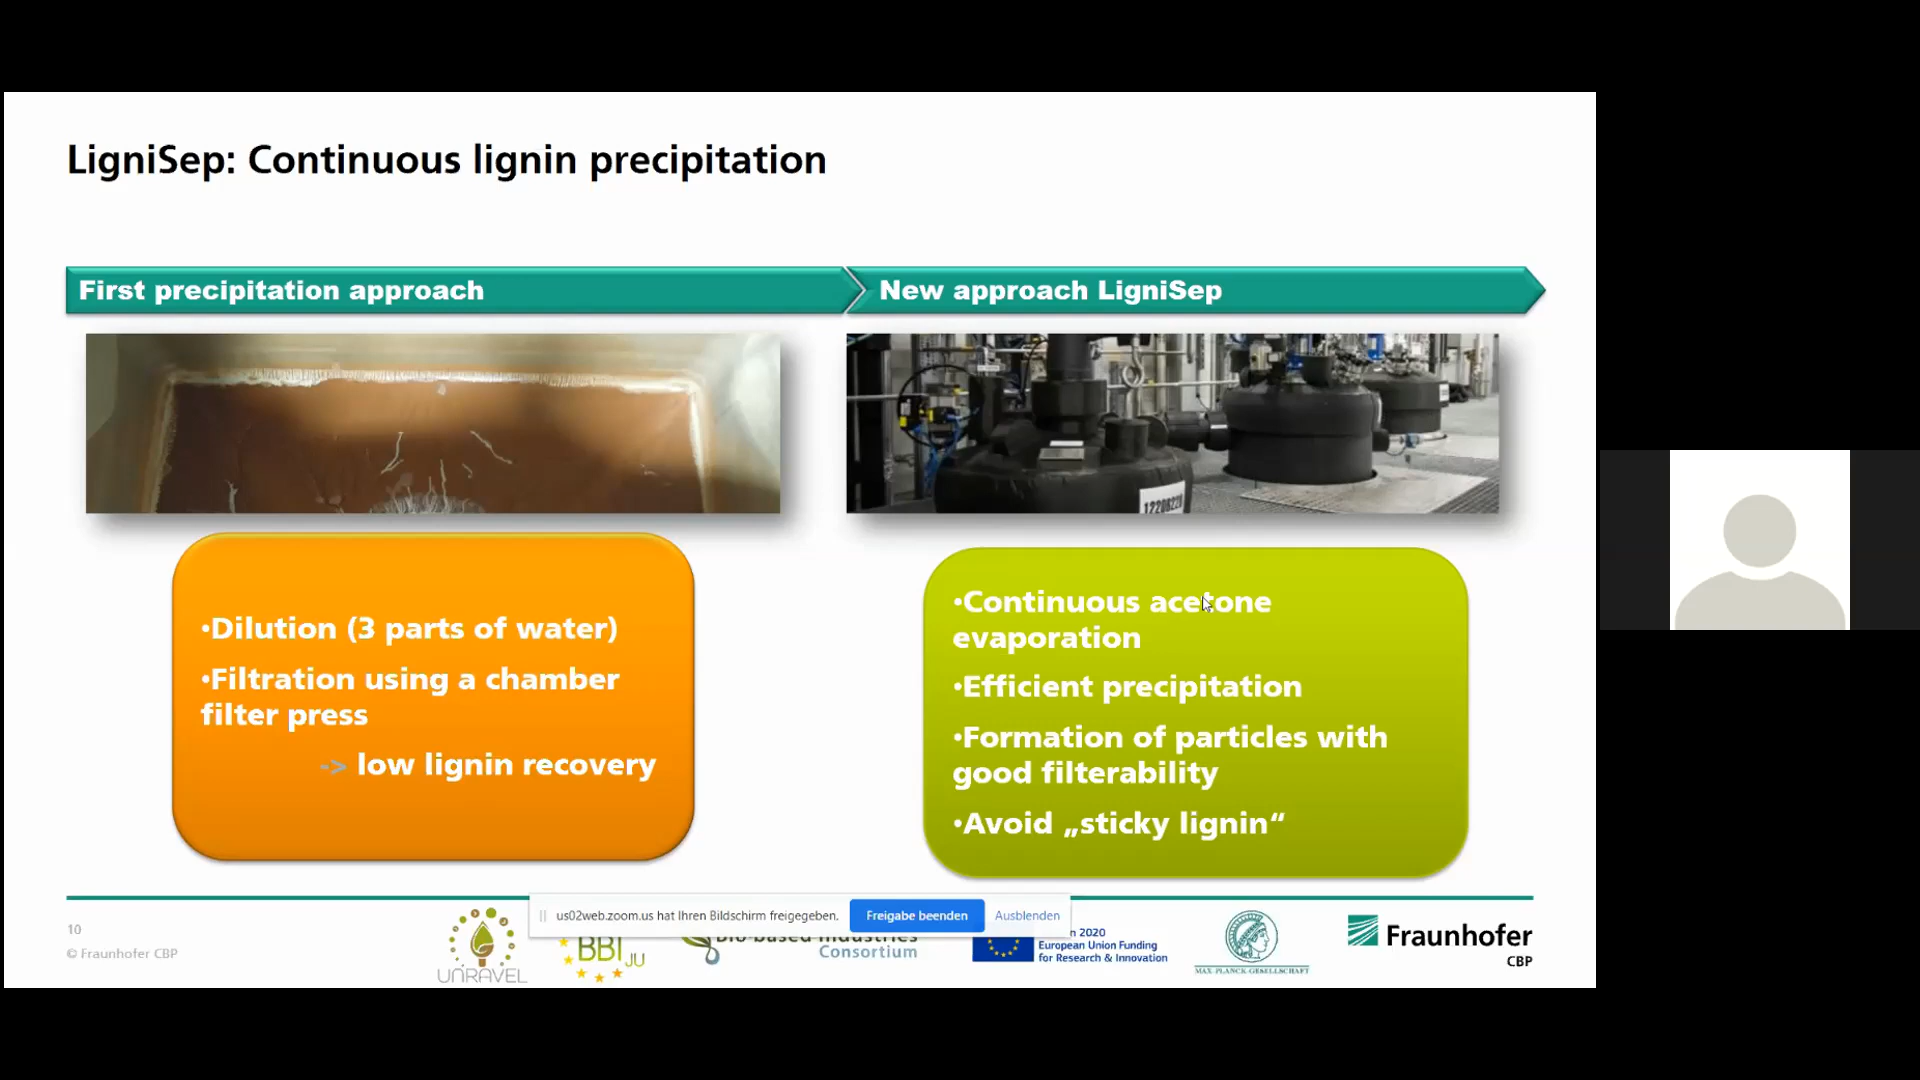 LigniSep: Continuous lignin precipitation
First precipitation approach
New approach LigniSep
•Dilution (3 parts of water)
•Filtration using a chamber
filter press
-> low lignin recovery
•Continuous acetone
evaporation
•Efficient precipitation
•Formation of particles with
good filterability
•Avoid „sticky lignin“
10
© Fraunhofer CBP
UNRAVEL
us02web.zoom.us hat Ihren Bildschirm freigegeben.
Freigabe beenden
Ausblenden
BBI JU
Bio-based Industries
Consortium
2020
European Union Funding
for Research & Innovation
MAX-PLANCK-GESELLSCHAFT
Fraunhofer
CBP